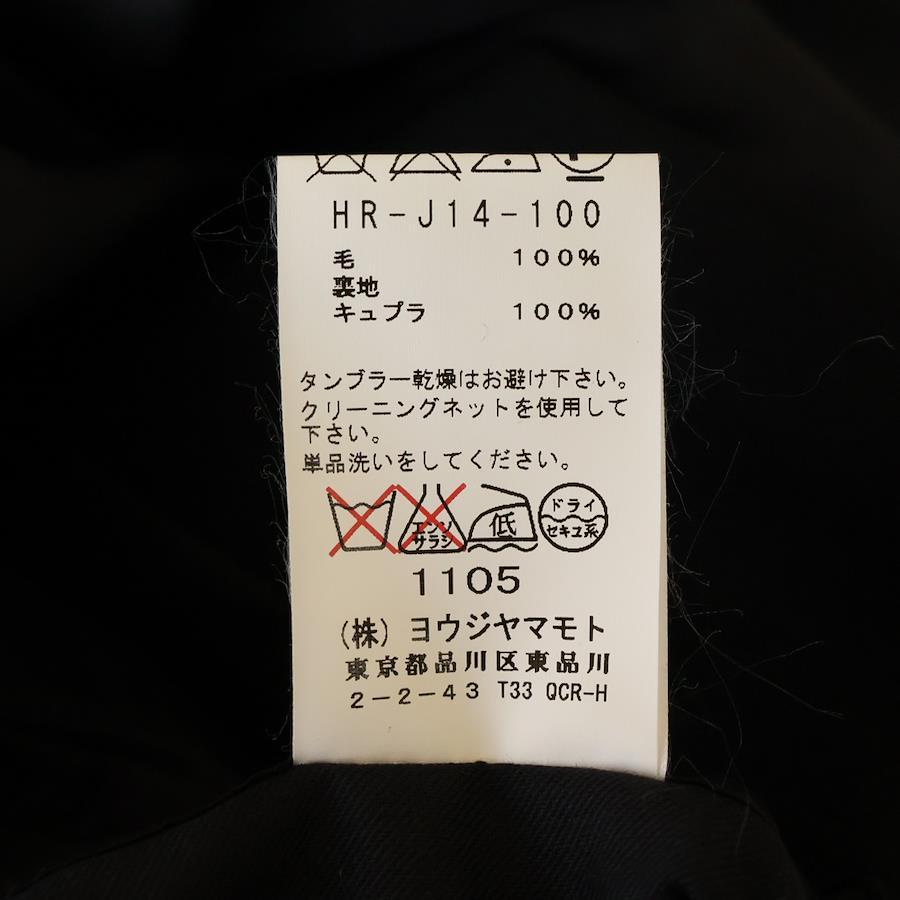 HR-J14-100
毛 100%
裏地
キュプラ 100%
タンブラー乾燥はお避け下さい。
クリーニングネットを使用して
下さい。
単品洗いをしてください。
エンソ サラシ 低 ドライ セキユ系
1105
(株) ヨウジヤマモト
東京都品川区東品川
2-2-43 T33 QCR-H